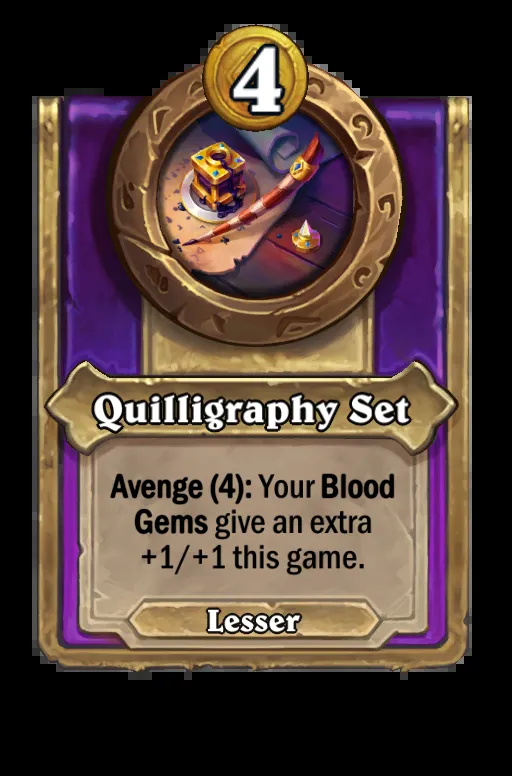 4
Quilligraphy Set
Avenge (4): Your Blood
Gems give an extra
+1/+1 this game.
Lesser